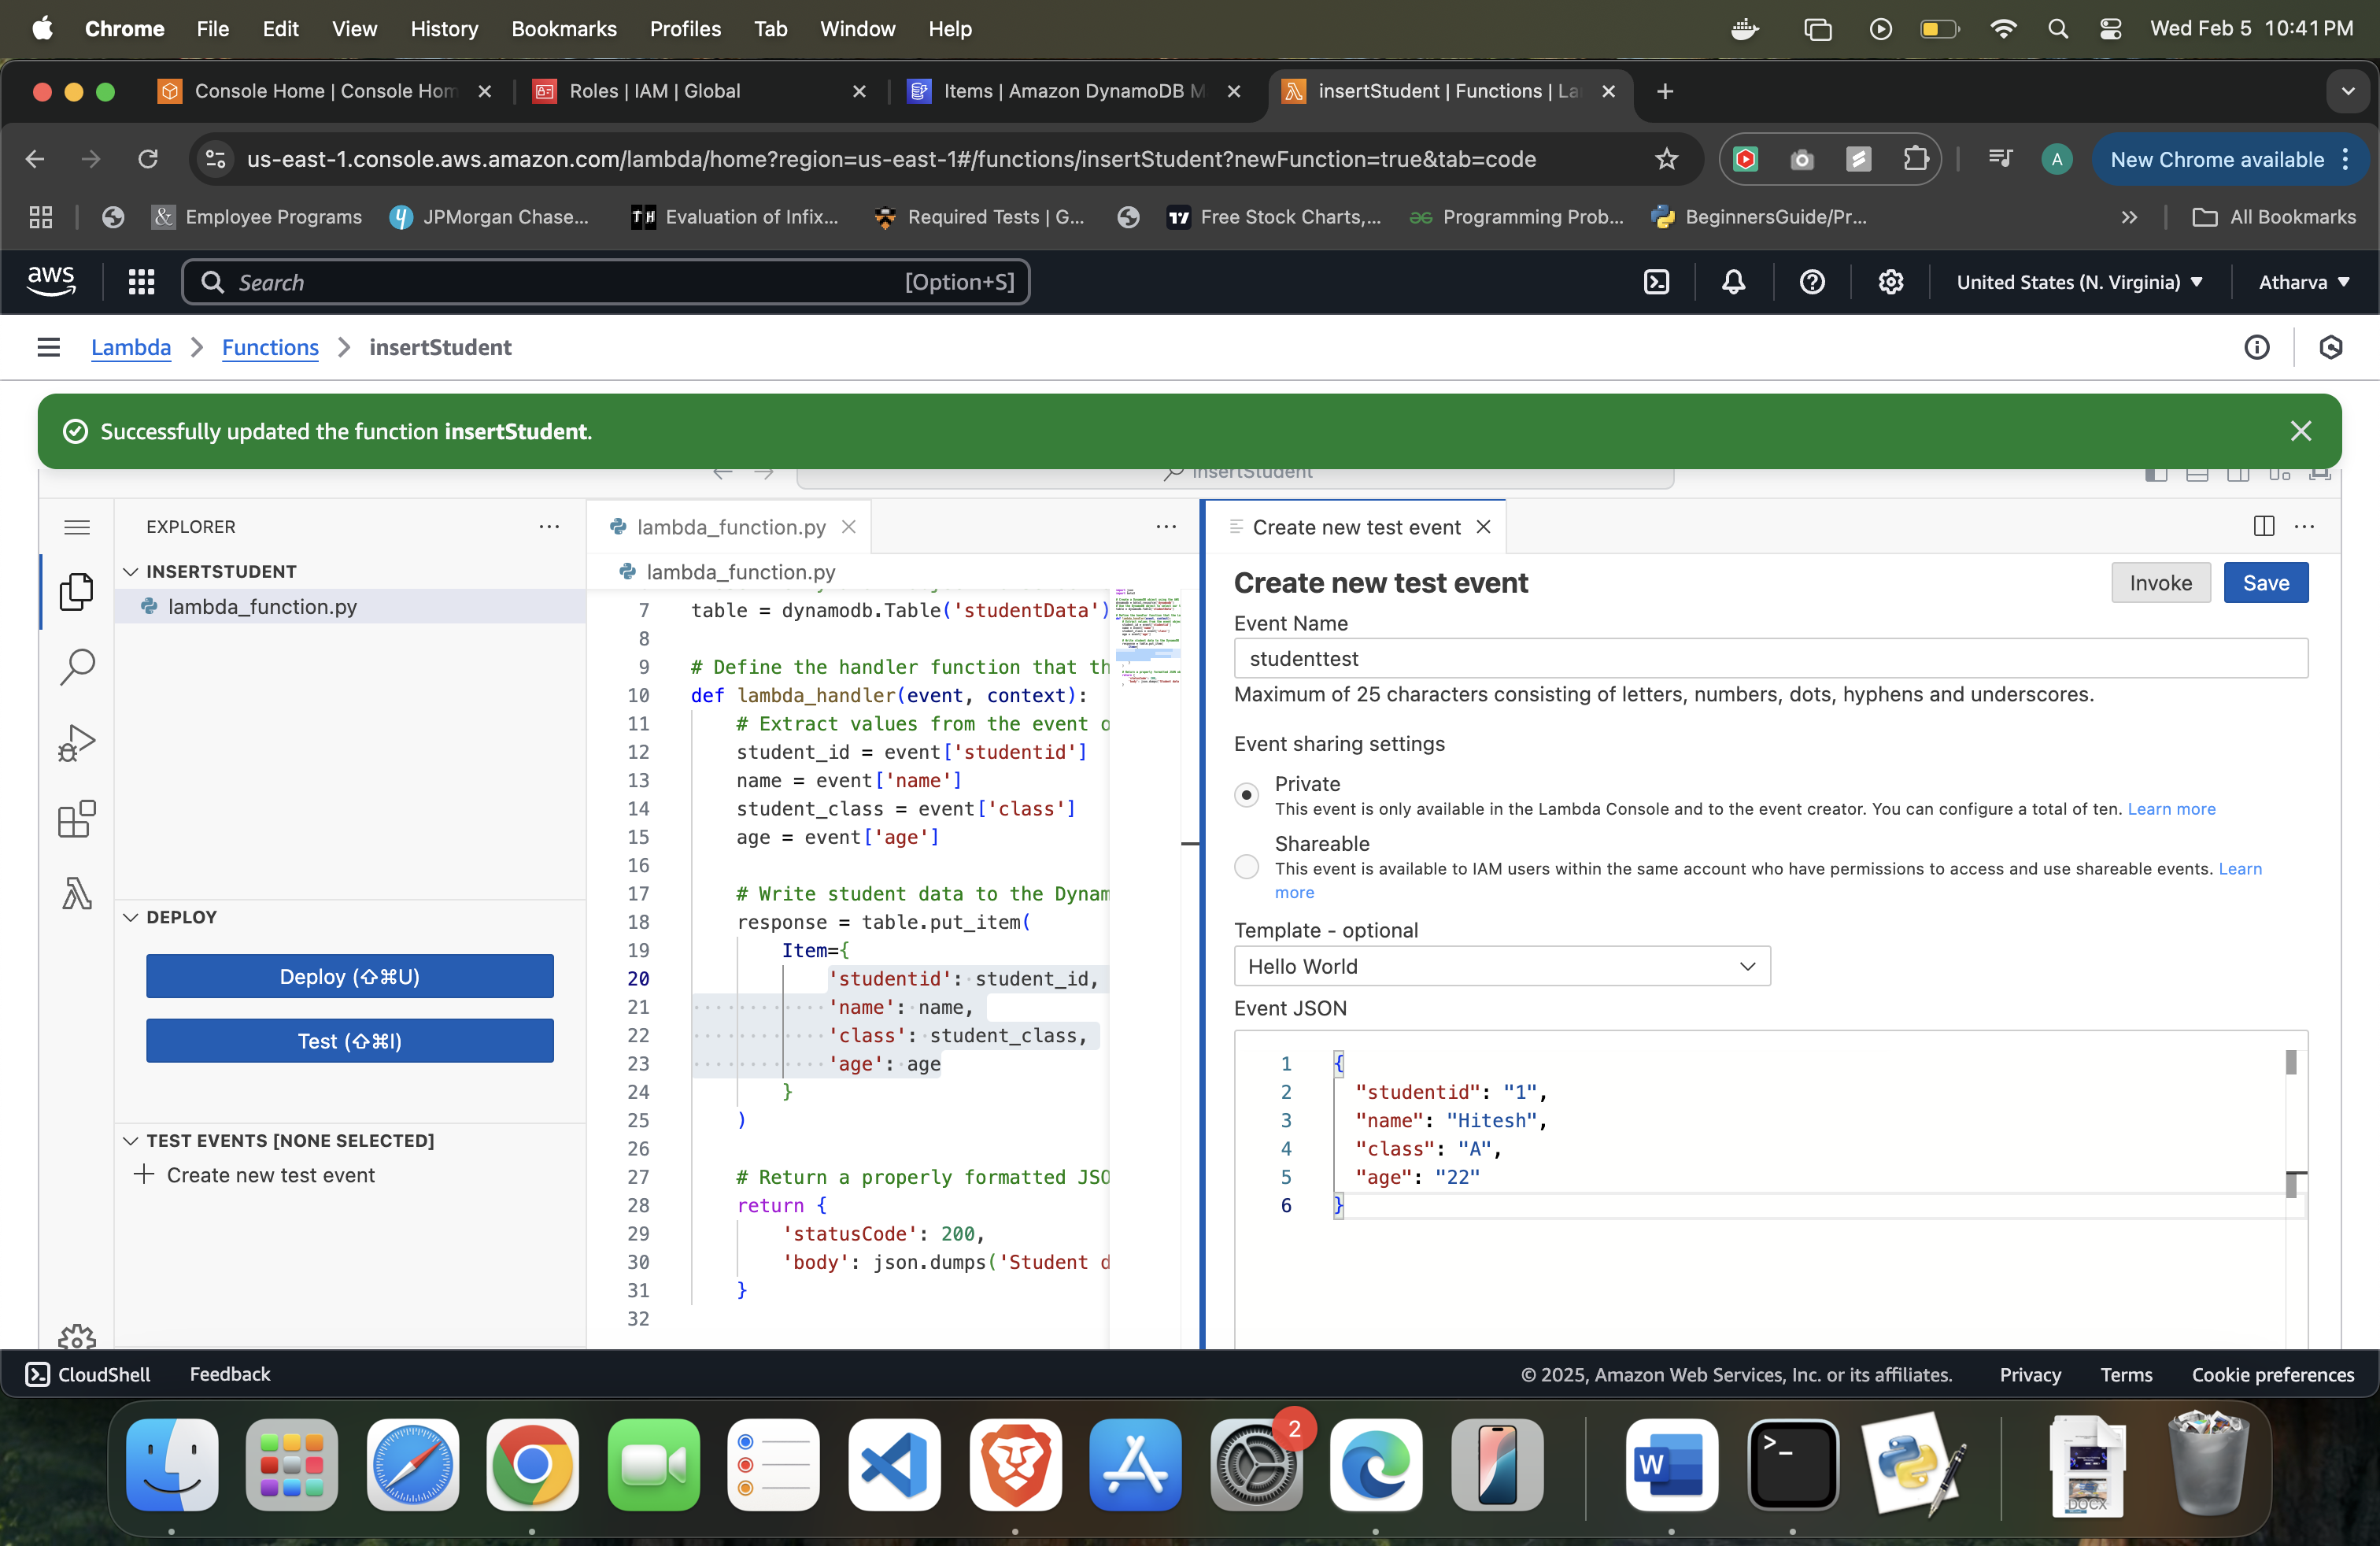 Chrome File Edit View History Bookmarks Profiles Tab Window Help Wed Feb 5 10:41 PM
Console Home | Console Hom Roles | IAM | Global Items | Amazon DynamoDB M insertStudent | Functions | La
us-east-1.console.aws.amazon.com/lambda/home?region=us-east-1#/functions/insertStudent?newFunction=true&tab=code A New Chrome available
Employee Programs JPMorgan Chase... Evaluation of Infix... Required Tests | G... Free Stock Charts,... Programming Prob... BeginnersGuide/Pr... » All Bookmarks
aws Search [Option+S] United States (N. Virginia) Atharva
Lambda Functions insertStudent
Successfully updated the function insertStudent.
insertStudent
EXPLORER
INSERTSTUDENT
lambda_function.py
DEPLOY
Deploy (⇧⌘U)
Test (⇧⌘I)
TEST EVENTS [NONE SELECTED]
+ Create new test event
lambda_function.py
lambda_function.py
7 table = dynamodb.Table('studentData')
8
9 # Define the handler function that th
10 def lambda_handler(event, context):
11 # Extract values from the event o
12 student_id = event['studentid']
13 name = event['name']
14 student_class = event['class']
15 age = event['age']
16
17 # Write student data to the Dynam
18 response = table.put_item(
19 Item={
20 'studentid': student_id,
21 'name': name,
22 'class': student_class,
23 'age': age
24 }
25 )
26
27 # Return a properly formatted JSO
28 return {
29 'statusCode': 200,
30 'body': json.dumps('Student d
31 }
32
Create new test event
Create new test event
Invoke Save
Event Name
studenttest
Maximum of 25 characters consisting of letters, numbers, dots, hyphens and underscores.
Event sharing settings
Private
This event is only available in the Lambda Console and to the event creator. You can configure a total of ten. Learn more
Shareable
This event is available to IAM users within the same account who have permissions to access and use shareable events. Learn
more
Template - optional
Hello World
Event JSON
1 {
2 "studentid": "1",
3 "name": "Hitesh",
4 "class": "A",
5 "age": "22"
6 }
CloudShell Feedback © 2025, Amazon Web Services, Inc. or its affiliates. Privacy Terms Cookie preferences
2
W
>_
DOCX